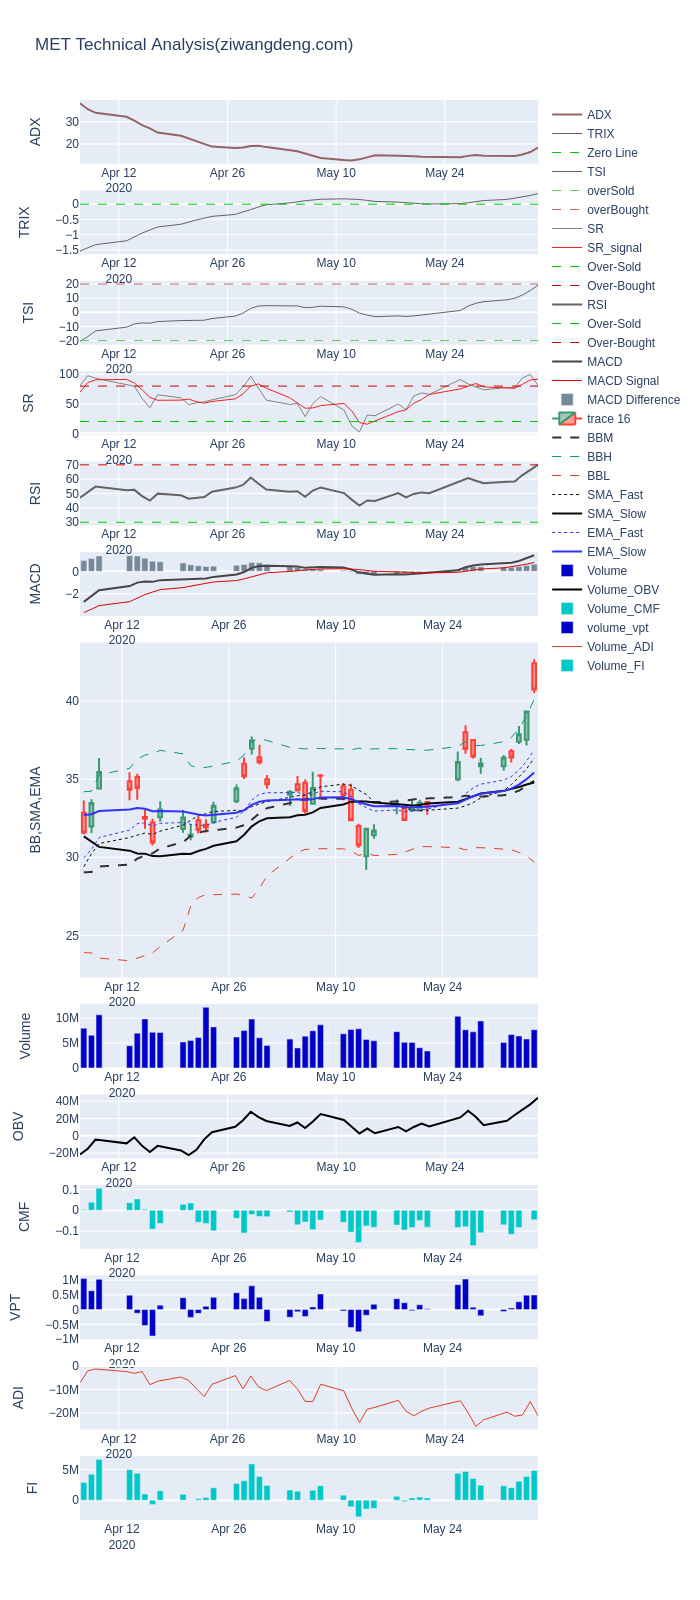 MET Technical Analysis(ziwangdeng.com)
ADX
30
20
Apr 12
2020
Apr 26
May 10
May 24
TRIX
0
−0.5
−1
−1.5
Apr 12
2020
Apr 26
May 10
May 24
TSI
20
10
0
−10
−20
Apr 12
2020
Apr 26
May 10
May 24
SR
100
50
0
Apr 12
2020
Apr 26
May 10
May 24
RSI
70
60
50
40
30
Apr 12
2020
Apr 26
May 10
May 24
MACD
0
−2
Apr 12
2020
Apr 26
May 10
May 24
BB,SMA,EMA
40
35
30
25
Apr 12
2020
Apr 26
May 10
May 24
Volume
10M
5M
0
Apr 12
2020
Apr 26
May 10
May 24
OBV
40M
20M
0
−20M
Apr 12
2020
Apr 26
May 10
May 24
CMF
0.1
0
−0.1
Apr 12
2020
Apr 26
May 10
May 24
VPT
1M
0.5M
0
−0.5M
−1M
Apr 12
2020
Apr 26
May 10
May 24
ADI
0
−10M
−20M
Apr 12
2020
Apr 26
May 10
May 24
FI
5M
0
Apr 12
2020
Apr 26
May 10
May 24
ADX
TRIX
Zero Line
TSI
overSold
overBought
SR
SR_signal
Over-Sold
Over-Bought
RSI
Over-Sold
Over-Bought
MACD
MACD Signal
MACD Difference
trace 16
BBM
BBH
BBL
SMA_Fast
SMA_Slow
EMA_Fast
EMA_Slow
Volume
Volume_OBV
Volume_CMF
volume_vpt
Volume_ADI
Volume_FI